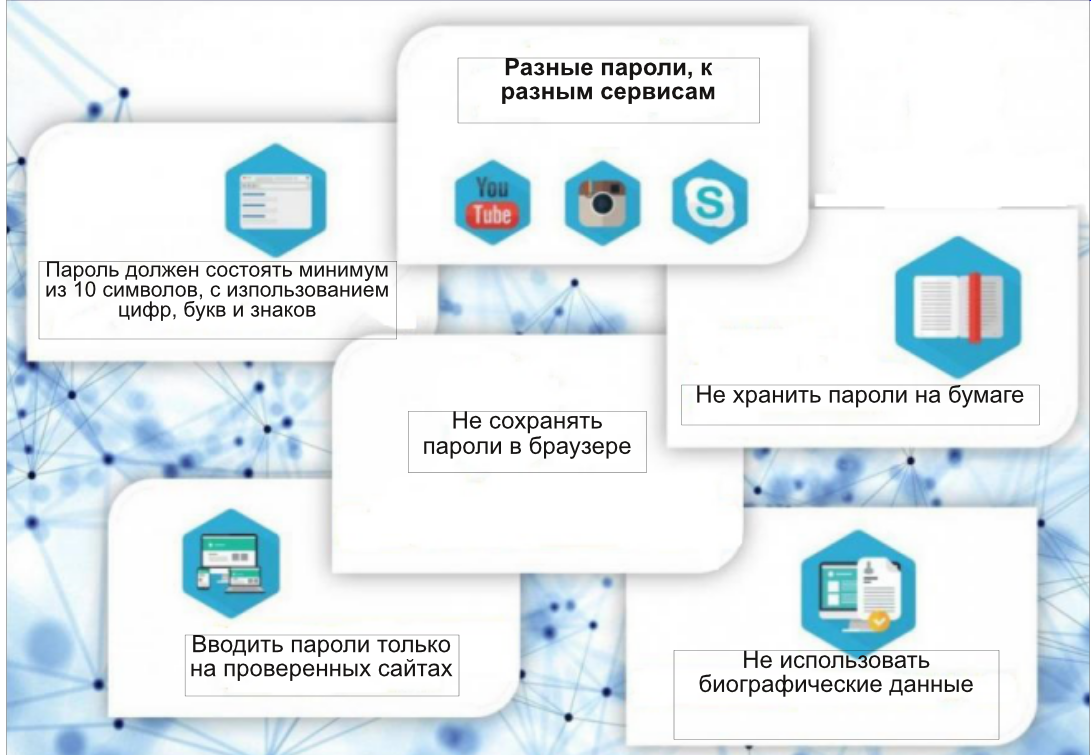 Разные пароли, к
разным сервисам
You
Tube
S
Пароль должен состоять минимум
из 10 символов, с изпользованием
цифр, букв и знаков
Не хранить пароли на бумаге
Не сохранять
пароли в браузере
Вводить пароли только
на проверенных сайтах
Не использовать
биографические данные